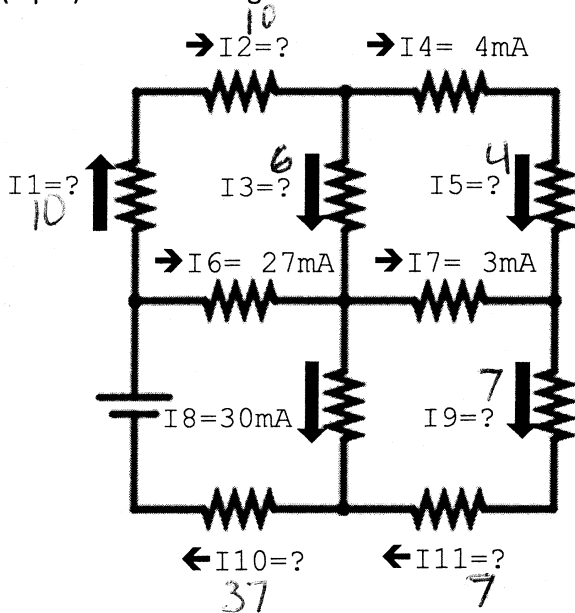 10
➔I2=?
➔I4= 4mA
I1=?
10
6
I3=?
4
I5=?
➔I6= 27mA
➔I7= 3mA
I8=30mA
7
I9=?
←I10=?
37
←I11=?
7